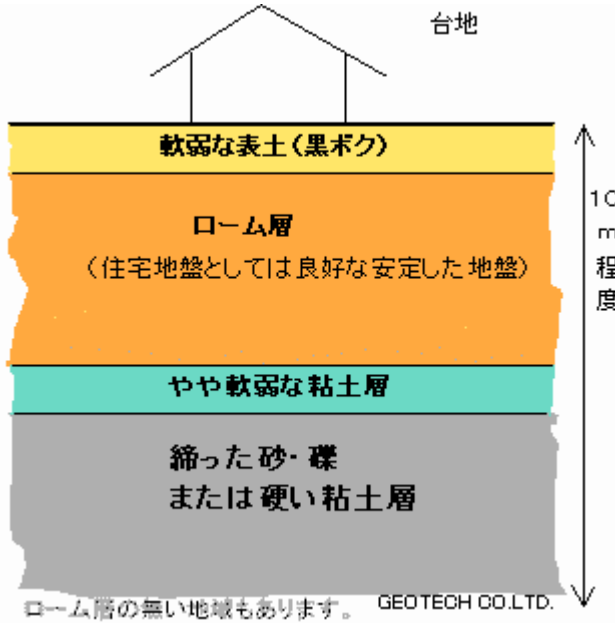 台地
軟弱な表土（黒ボク）
ローム層
（住宅地盤としては良好な安定した地盤）
10
m
程
度
やや軟弱な粘土層
締った砂・礫
または硬い粘土層
ローム層の無い地域もあります。
GEOTECH CO.LTD.